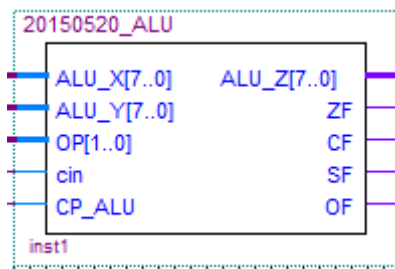 20150520_ALU
ALU_X[7..0] ALU_Z[7..0]
ALU_Y[7..0] ZF
OP[1..0] CF
cin SF
CP_ALU OF
inst1